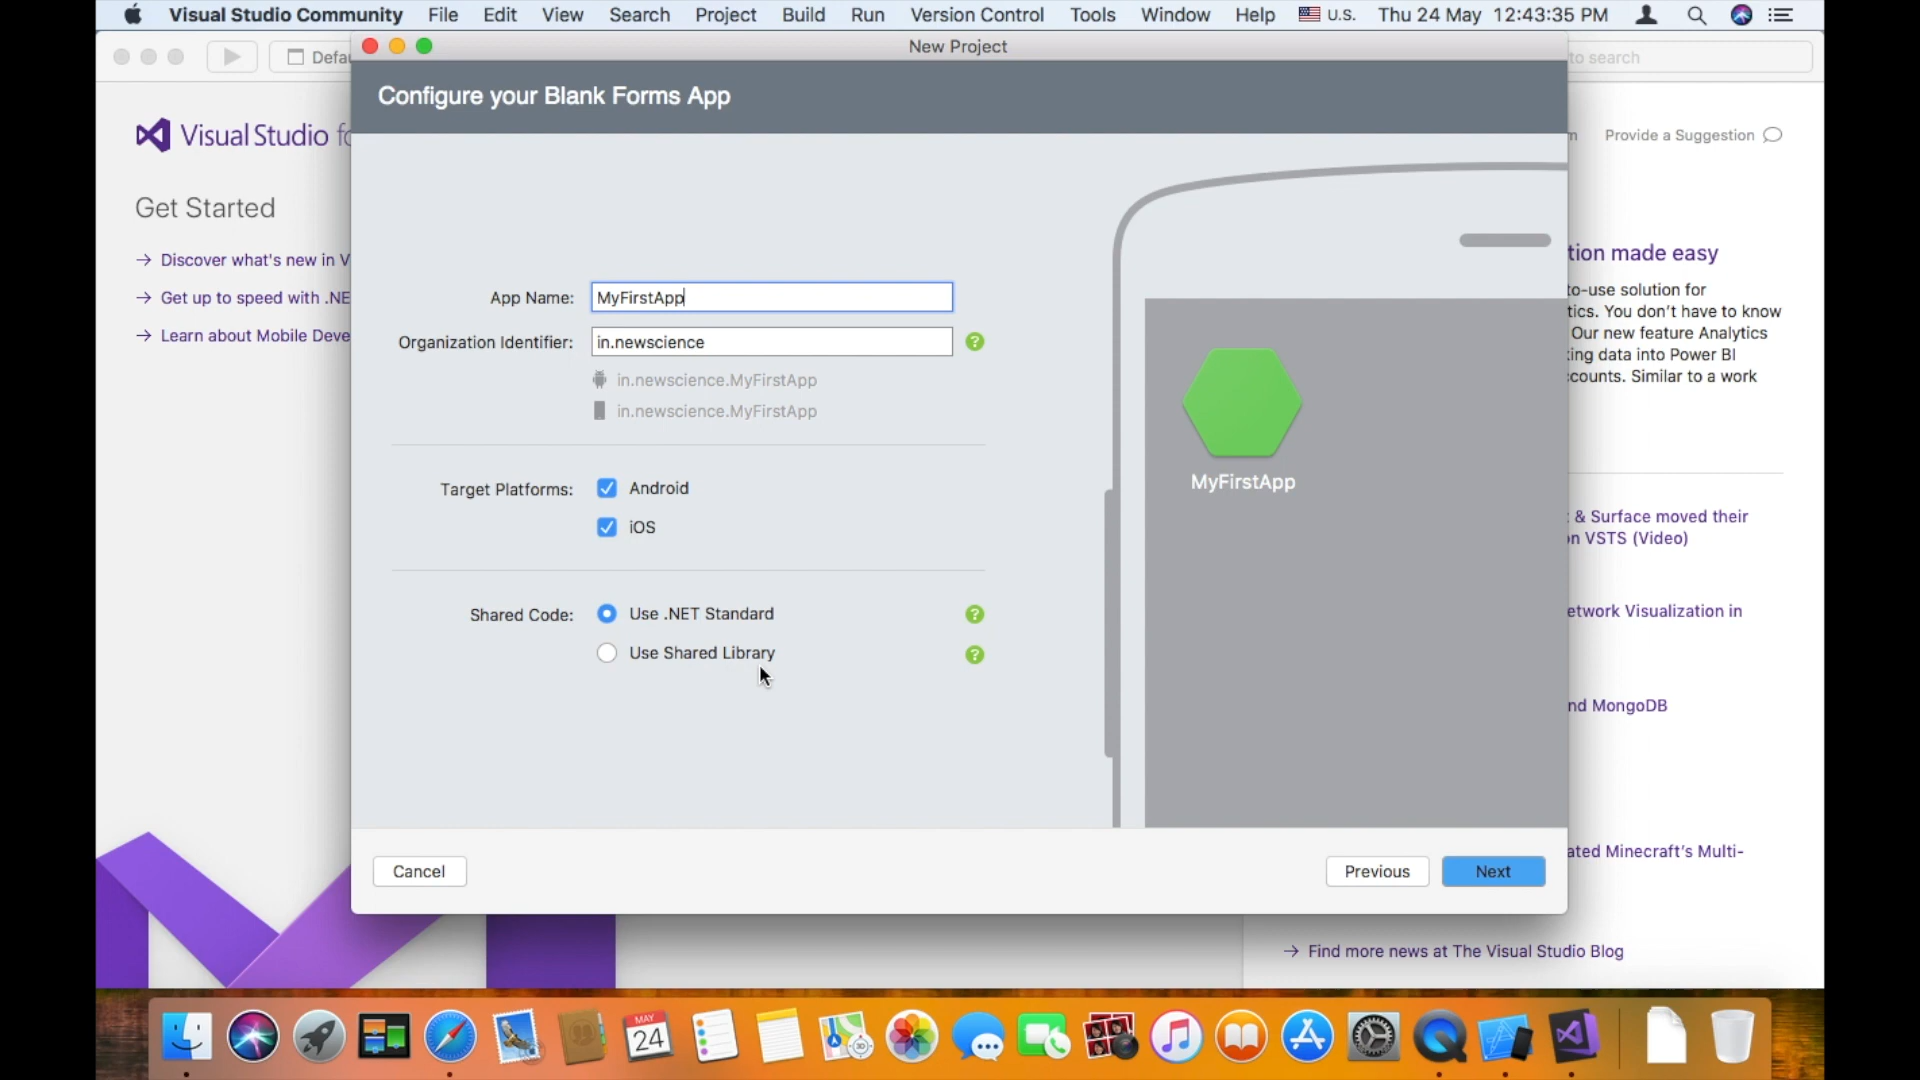 Visual Studio Community File Edit View Search Project Build Run Version Control Tools Window Help U.S. Thu 24 May 12:43:35 PM
Defau
New Project
to search
Configure your Blank Forms App
Visual Studio fo
Provide a Suggestion
Get Started
Discover what's new in V
Get up to speed with .NE
Learn about Mobile Deve
App Name: MyFirstApp
Organization Identifier: in.newscience ?
in.newscience.MyFirstApp
in.newscience.MyFirstApp
Target Platforms: Android
iOS
Shared Code: Use .NET Standard ?
Use Shared Library ?
MyFirstApp
Cancel
Previous
Next
tion made easy
to-use solution for
tics. You don't have to know
Our new feature Analytics
ing data into Power BI
counts. Similar to a work
& Surface moved their
on VSTS (Video)
etwork Visualization in
nd MongoDB
ated Minecraft's Multi-
Find more news at The Visual Studio Blog
MAY
24
3D